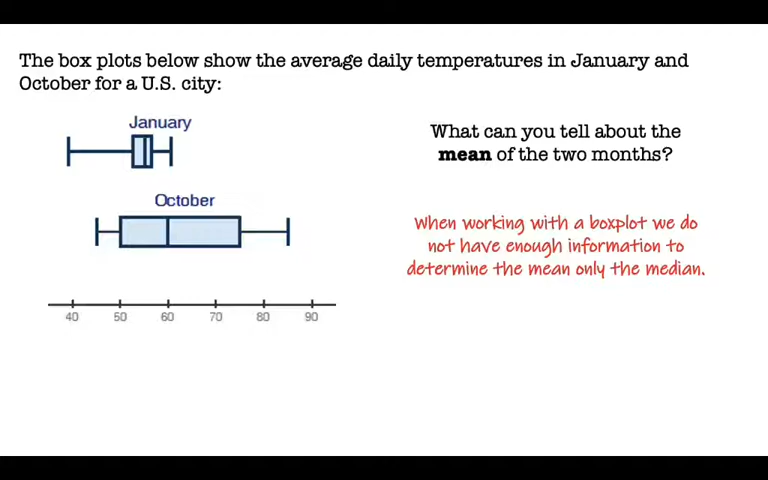 The box plots below show the average daily temperatures in January and
October for a U.S. city:
January
What can you tell about the
mean of the two months?
October
When working with a boxplot we do
not have enough information to
determine the mean only the median.
40 50 60 70 80 90